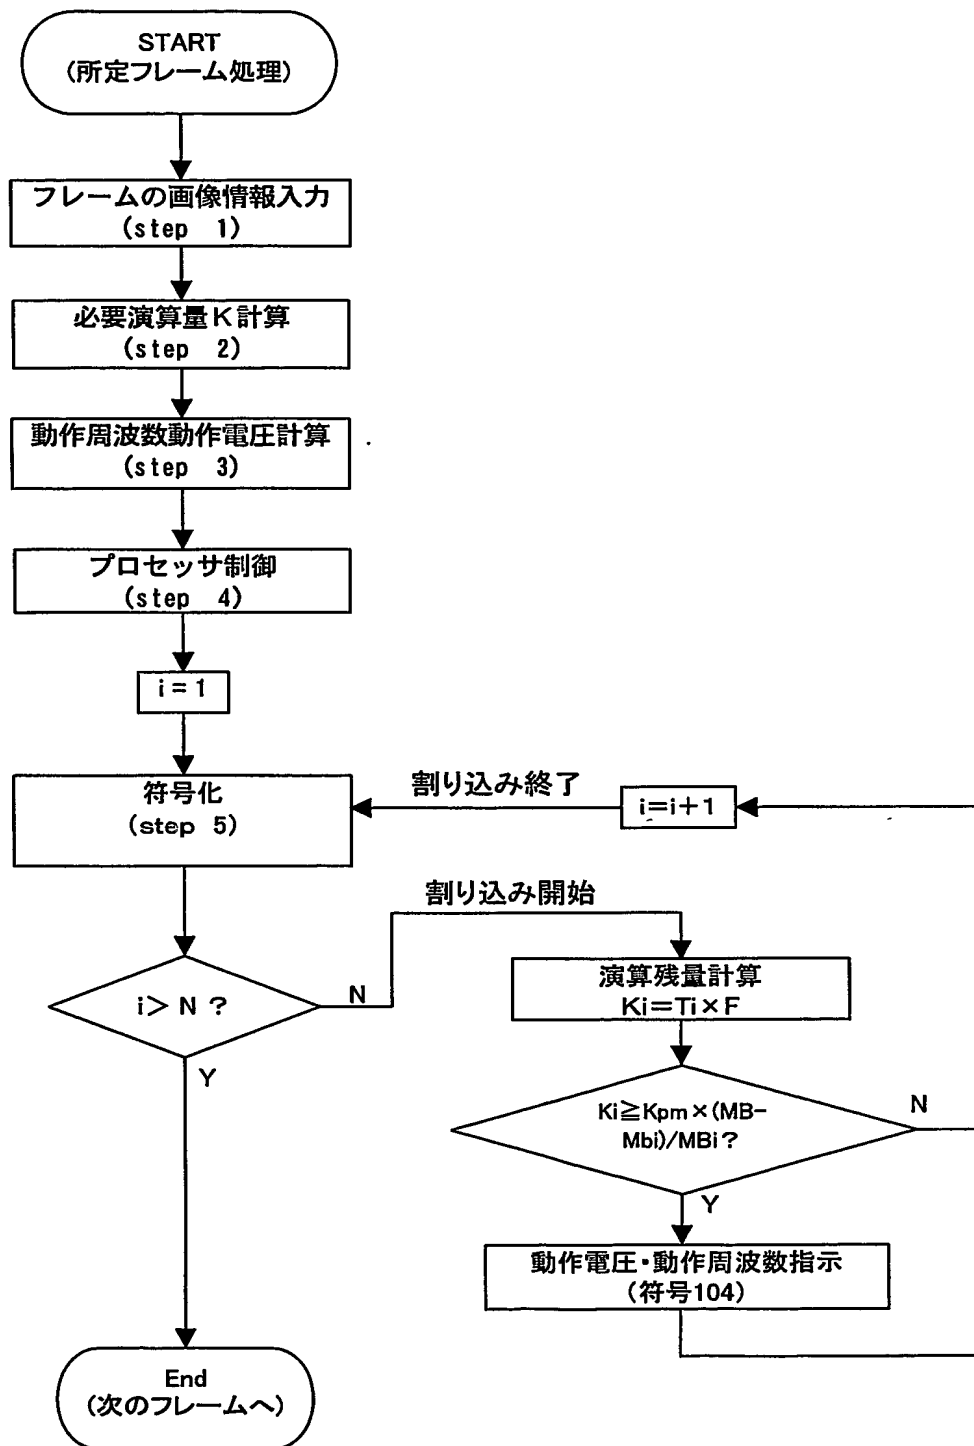 START
(所定フレーム処理)
フレームの画像情報入力
(step 1)
必要演算量K計算
(step 2)
動作周波数動作電圧計算
(step 3)
プロセッサ制御
(step 4)
i=1
符号化
(step 5)
割り込み終了
i=i+1
割り込み開始
i>N?
N
Y
演算残量計算
Ki=Ti×F
Ki≧Kpm×(MB-
Mbi)/MBi?
N
Y
動作電圧・動作周波数指示
(符号104)
End
(次のフレームへ)